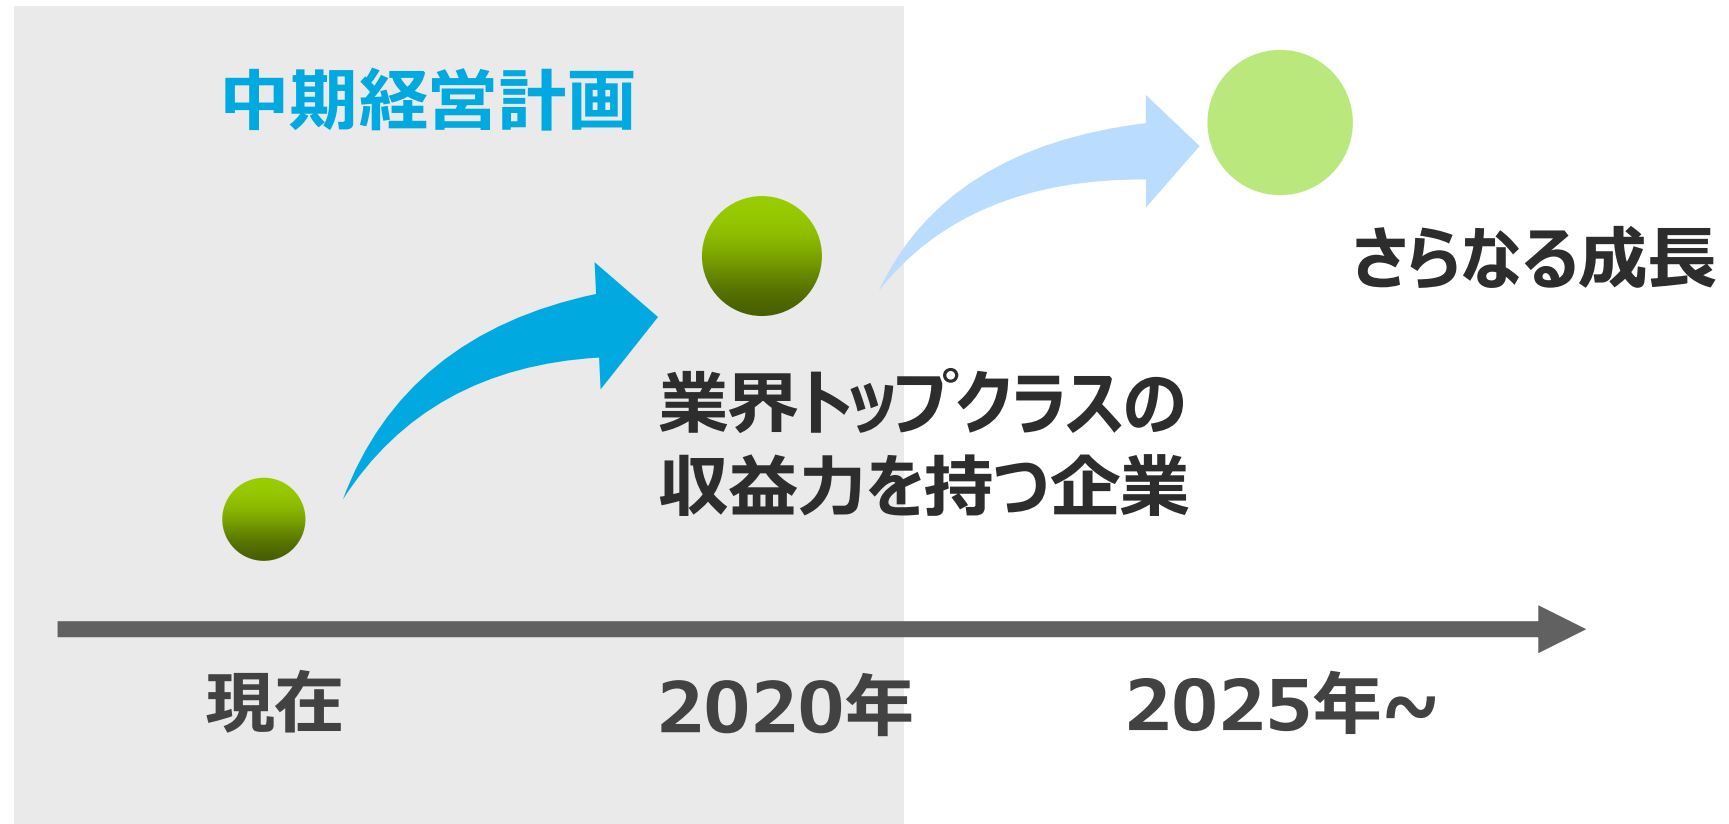 中期経営計画
さらなる成長
業界トップクラスの
収益力を持つ企業
現在
2020年
2025年~